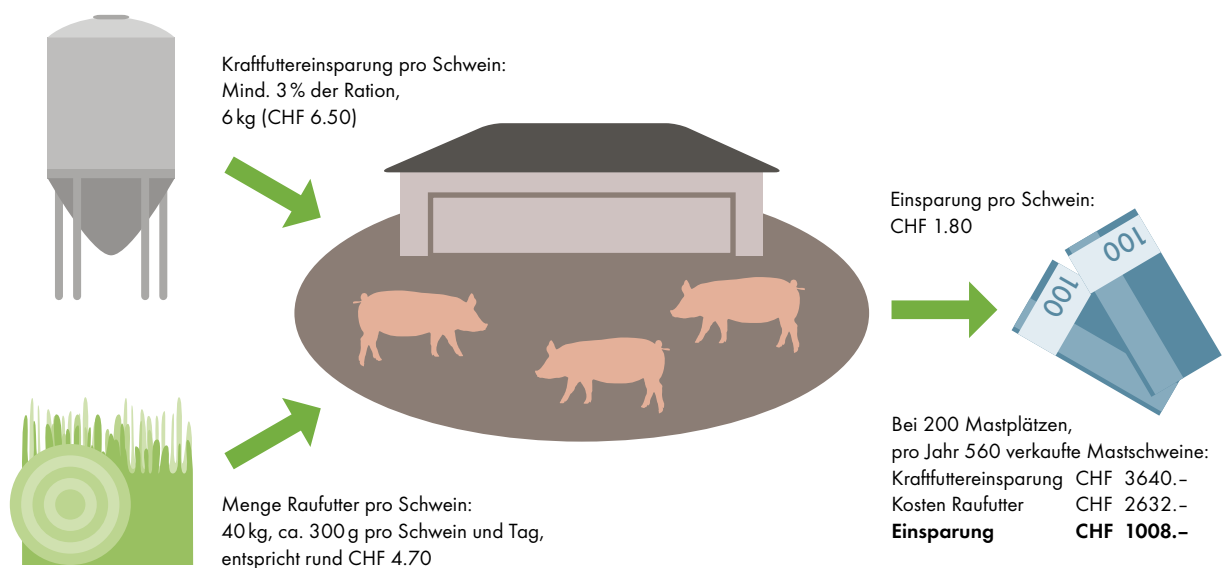 Kraftfuttereinsparung pro Schwein:
Mind. 3 % der Ration,
6 kg (CHF 6.50)
Einsparung pro Schwein:
CHF 1.80
100
100
Menge Raufutter pro Schwein:
40 kg, ca. 300 g pro Schwein und Tag,
entspricht rund CHF 4.70
Bei 200 Mastplätzen,
pro Jahr 560 verkaufte Mastschweine:
Kraftfuttereinsparung CHF 3640.–
Kosten Raufutter CHF 2632.–
Einsparung CHF 1008.–